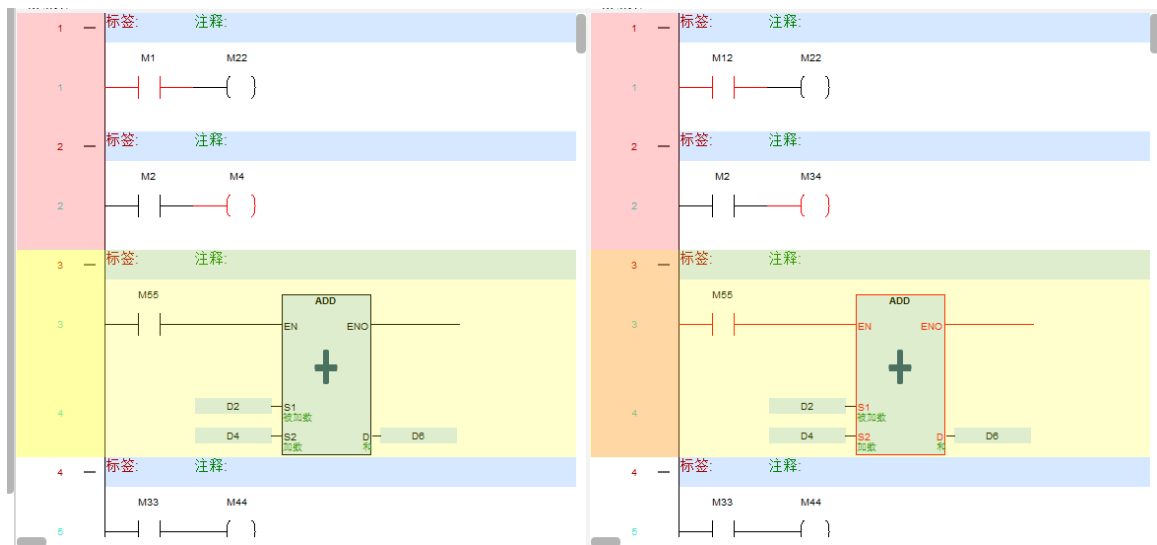 1 标签: 注释:
M1 M22
1
2 标签: 注释:
M2 M4
2
3 标签: 注释:
M55
ADD
3 EN ENO
4
D2 S1
被加数
D4 S2 D D6
加数 和
4 标签: 注释:
M33 M44
5
1 标签: 注释:
M12 M22
1
2 标签: 注释:
M2 M34
2
3 标签: 注释:
M55
ADD
3 EN ENO
4
D2 S1
被加数
D4 S2 D D6
加数 和
4 标签: 注释:
M33 M44
5